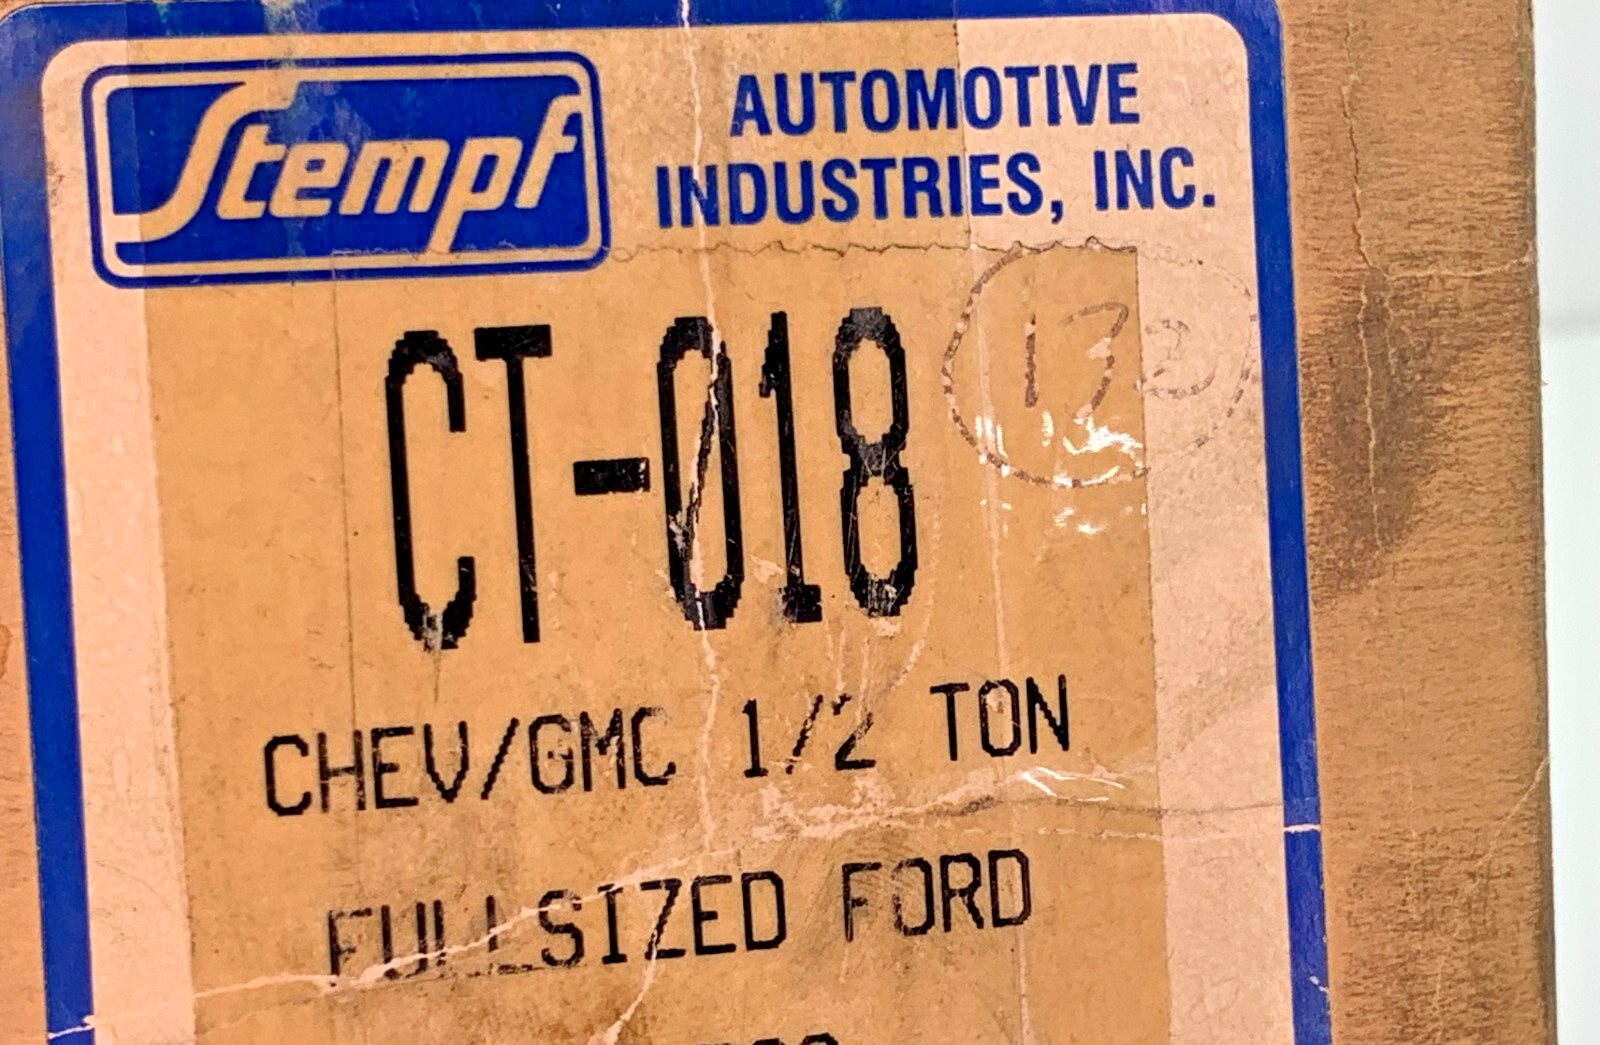 Stempf
AUTOMOTIVE
INDUSTRIES, INC.
CT-018
CHEV/GMC 1/2 TON
FULLSIZED FORD